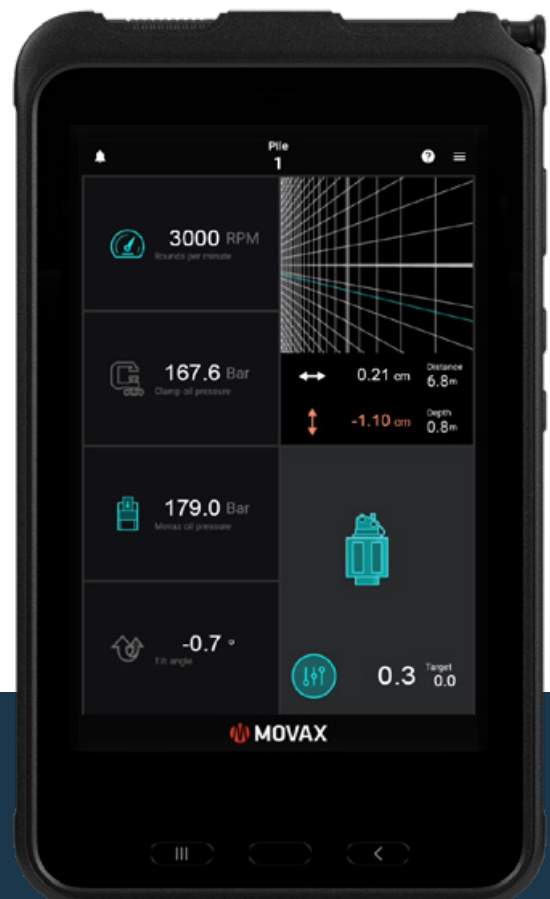 Pile
1
3000 RPM
Rounds per minute
167.6 Bar
Clamp oil pressure
179.0 Bar
Movax oil pressure
-0.7 °
Tilt angle
0.21 cm
Distance
6.8m
-1.10 cm
Depth
0.8m
0.3
Target
0.0
MOVAX